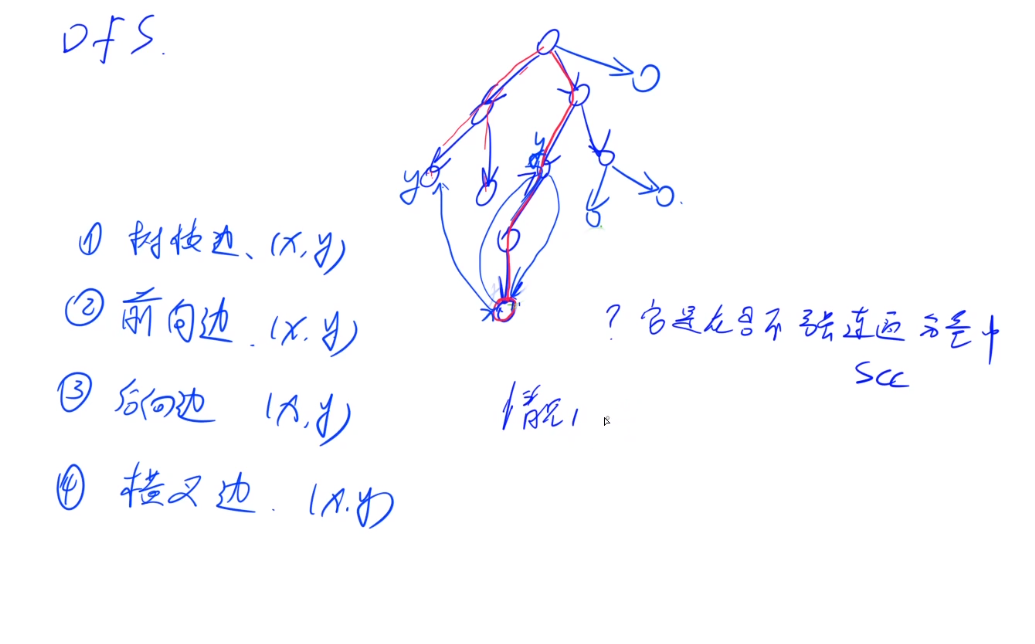 DFS.
y
y
① 树枝边、(x,y)
② 前向边. (x.y)
③ 后向边 (x,y)
④ 横叉边. (x.y)
? 它是否在 强连通分量中
SCC
情况1